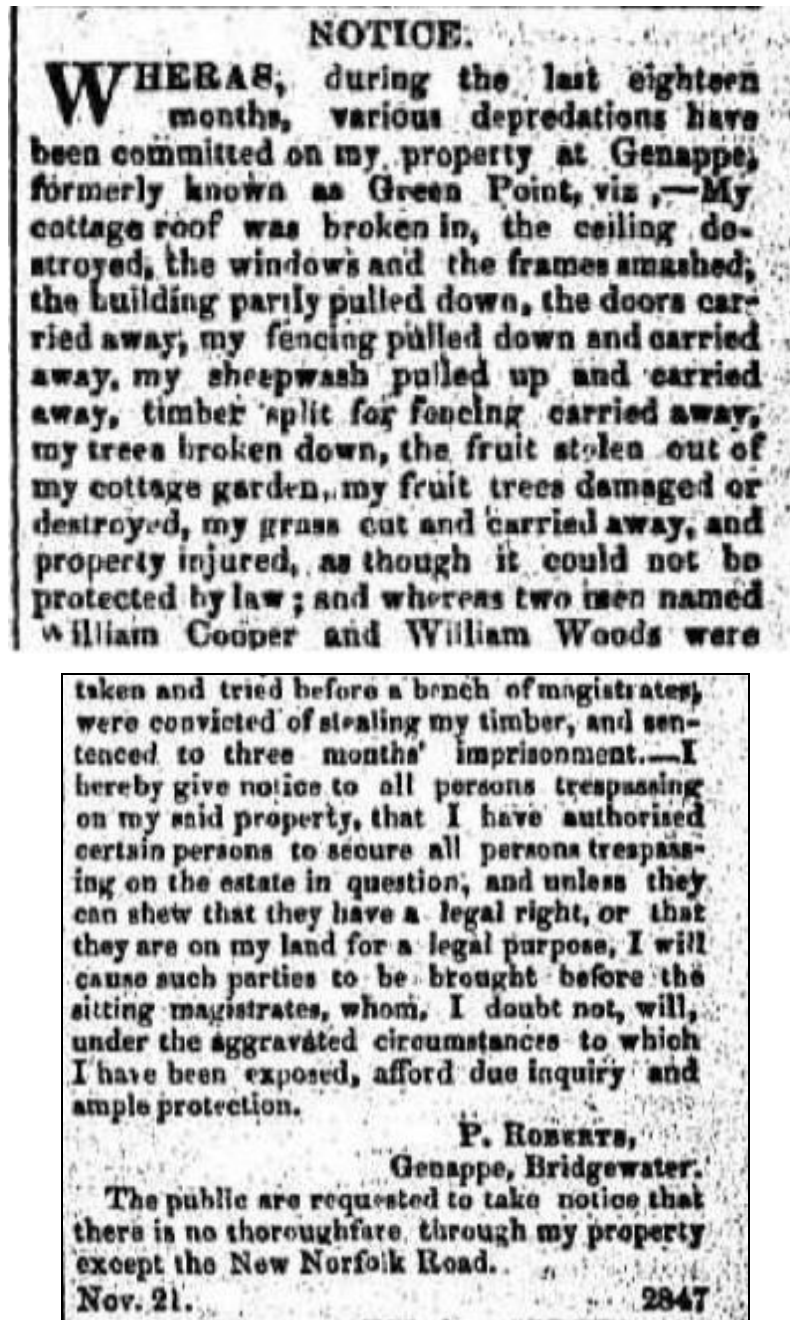 NOTICE.
WHERAS, during the last eighteen
months, various depredations have
been committed on my property at Genappe,
formerly known as Green Point, viz ,—My
cottage roof was broken in, the ceiling de-
stroyed, the windows and the frames smashed,
the building partly pulled down, the doors car-
ried away, my fencing pulled down and carried
away, my sheepwash pulled up and carried
away, timber split for fencing carried away,
my trees broken down, the fruit stolen out of
my cottage garden, my fruit trees damaged or
destroyed, my grass cut and carried away, and
property injured, as though it could not be
protected by law; and whereas two men named
William Cooper and William Woods were
taken and tried before a bench of magistrates,
were convicted of stealing my timber, and sen-
tenced to three months' imprisonment.—I
hereby give notice to all persons trespassing
on my said property, that I have authorised
certain persons to secure all persons trespass-
ing on the estate in question, and unless they
can shew that they have a legal right, or that
they are on my land for a legal purpose, I will
cause such parties to be brought before the
sitting magistrates, whom, I doubt not, will,
under the aggravated circumstances to which
I have been exposed, afford due inquiry and
ample protection.
P. ROBERTS,
Genappe, Bridgewater.
The public are requested to take notice that
there is no thoroughfare through my property
except the New Norfolk Road.
Nov. 21. 2847